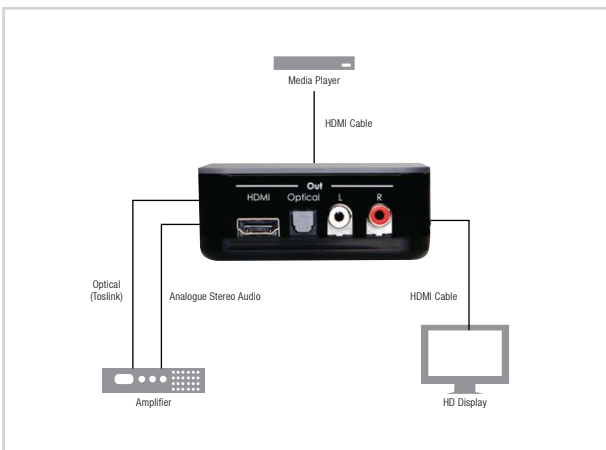 Media Player
HDMI Cable
Out
HDMI Optical L R
Optical
(Toslink)
Analogue Stereo Audio
HDMI Cable
Amplifier
HD Display